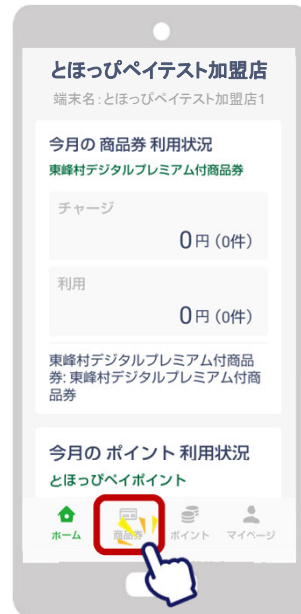 とほっぴペイテスト加盟店
端末名:とほっぴペイテスト加盟店1
今月の 商品券 利用状況
東峰村デジタルプレミアム付商品券
チャージ
0円 (0件)
利用
0円 (0件)
東峰村デジタルプレミアム付商品
券: 東峰村デジタルプレミアム付商
品券
今月の ポイント 利用状況
とほっぴペイポイント
ホーム 商品券 ポイント マイページ